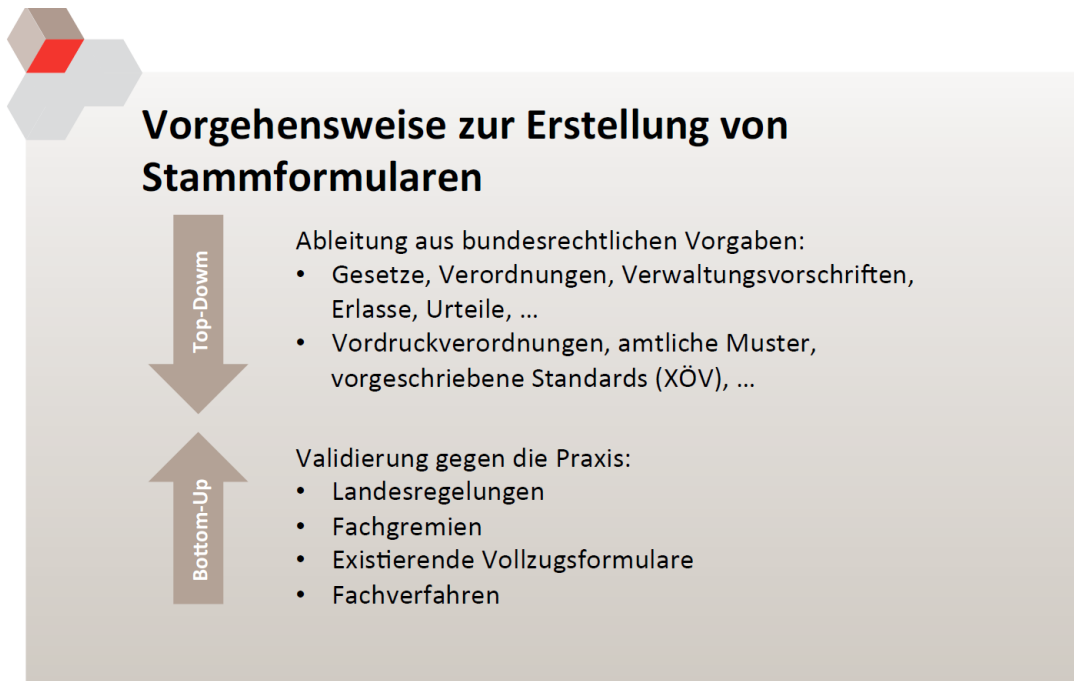 Vorgehensweise zur Erstellung von
Stammformularen
Top-Down
Ableitung aus bundesrechtlichen Vorgaben:
• Gesetze, Verordnungen, Verwaltungsvorschriften,
Erlasse, Urteile, ...
• Vordruckverordnungen, amtliche Muster,
vorgeschriebene Standards (XÖV), ...
Bottom-Up
Validierung gegen die Praxis:
• Landesregelungen
• Fachgremien
• Existierende Vollzugsformulare
• Fachverfahren